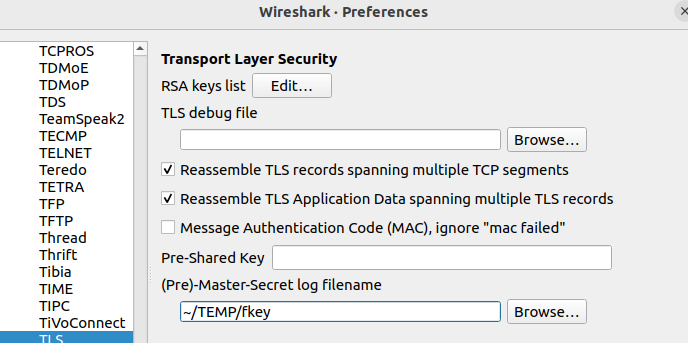 Wireshark · Preferences
TCPROS
TDMoE
TDMoP
TDS
TeamSpeak2
TECMP
TELNET
Teredo
TETRA
TFP
TFTP
Thread
Thrift
Tibia
TIME
TIPC
TiVoConnect
TLS
Transport Layer Security
RSA keys list Edit…
TLS debug file
Browse…
Reassemble TLS records spanning multiple TCP segments
Reassemble TLS Application Data spanning multiple TLS records
Message Authentication Code (MAC), ignore "mac failed"
Pre-Shared Key
(Pre)-Master-Secret log filename
~/TEMP/fkey Browse…